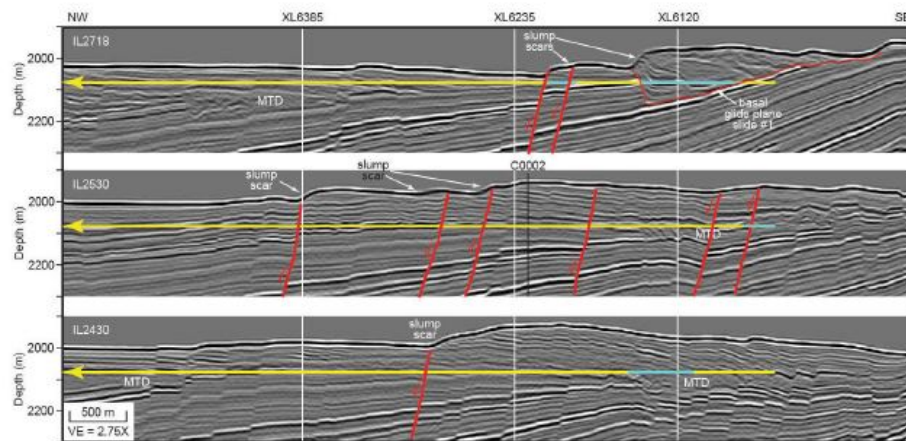 NW XL6385 XL6235 XL6120 SE
IL2718
slump
scars
2000
Depth (m)
MTD
2200
basal
glide plane
slide #1
C0002
IL2530
slump
scar
slump
scar
2000
Depth (m)
MTD
2200
IL2430
slump
scar
2000
Depth (m)
MTD
MTD
2200
500 m
VE = 2.75X